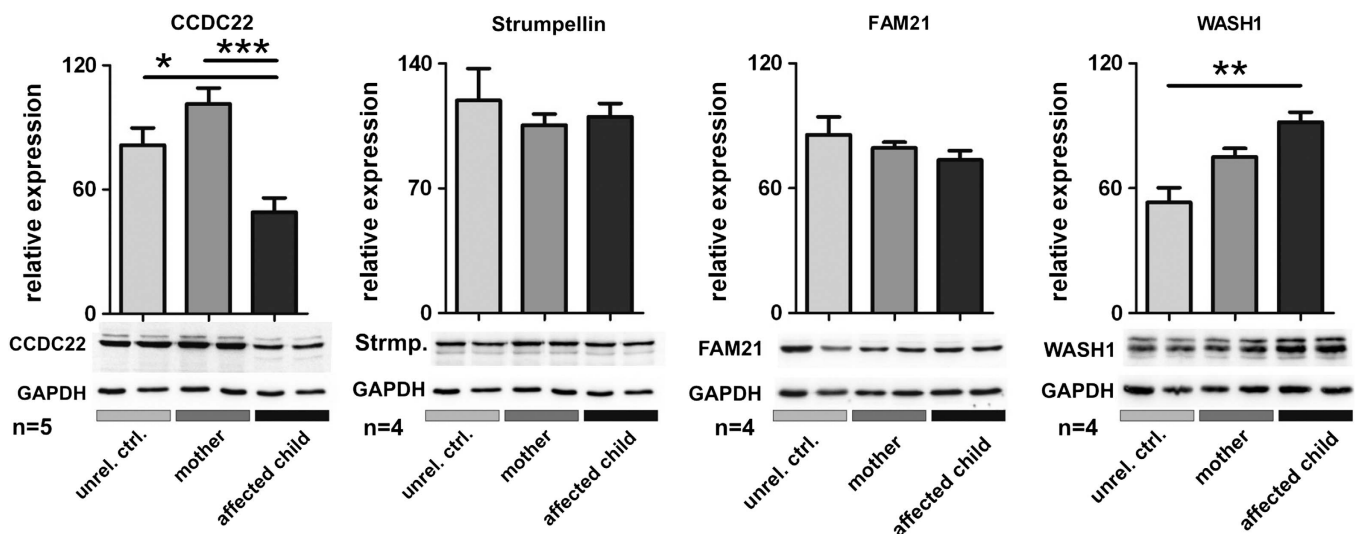 CCDC22
relative expression
120
60
0
*
***
CCDC22
GAPDH
n=5
unrel. ctrl.
mother
affected child
Strumpellin
relative expression
140
70
0
Strmp.
GAPDH
n=4
unrel. ctrl.
mother
affected child
FAM21
relative expression
120
60
0
FAM21
GAPDH
n=4
unrel. ctrl.
mother
affected child
WASH1
relative expression
120
60
0
**
WASH1
GAPDH
n=4
unrel. ctrl.
mother
affected child